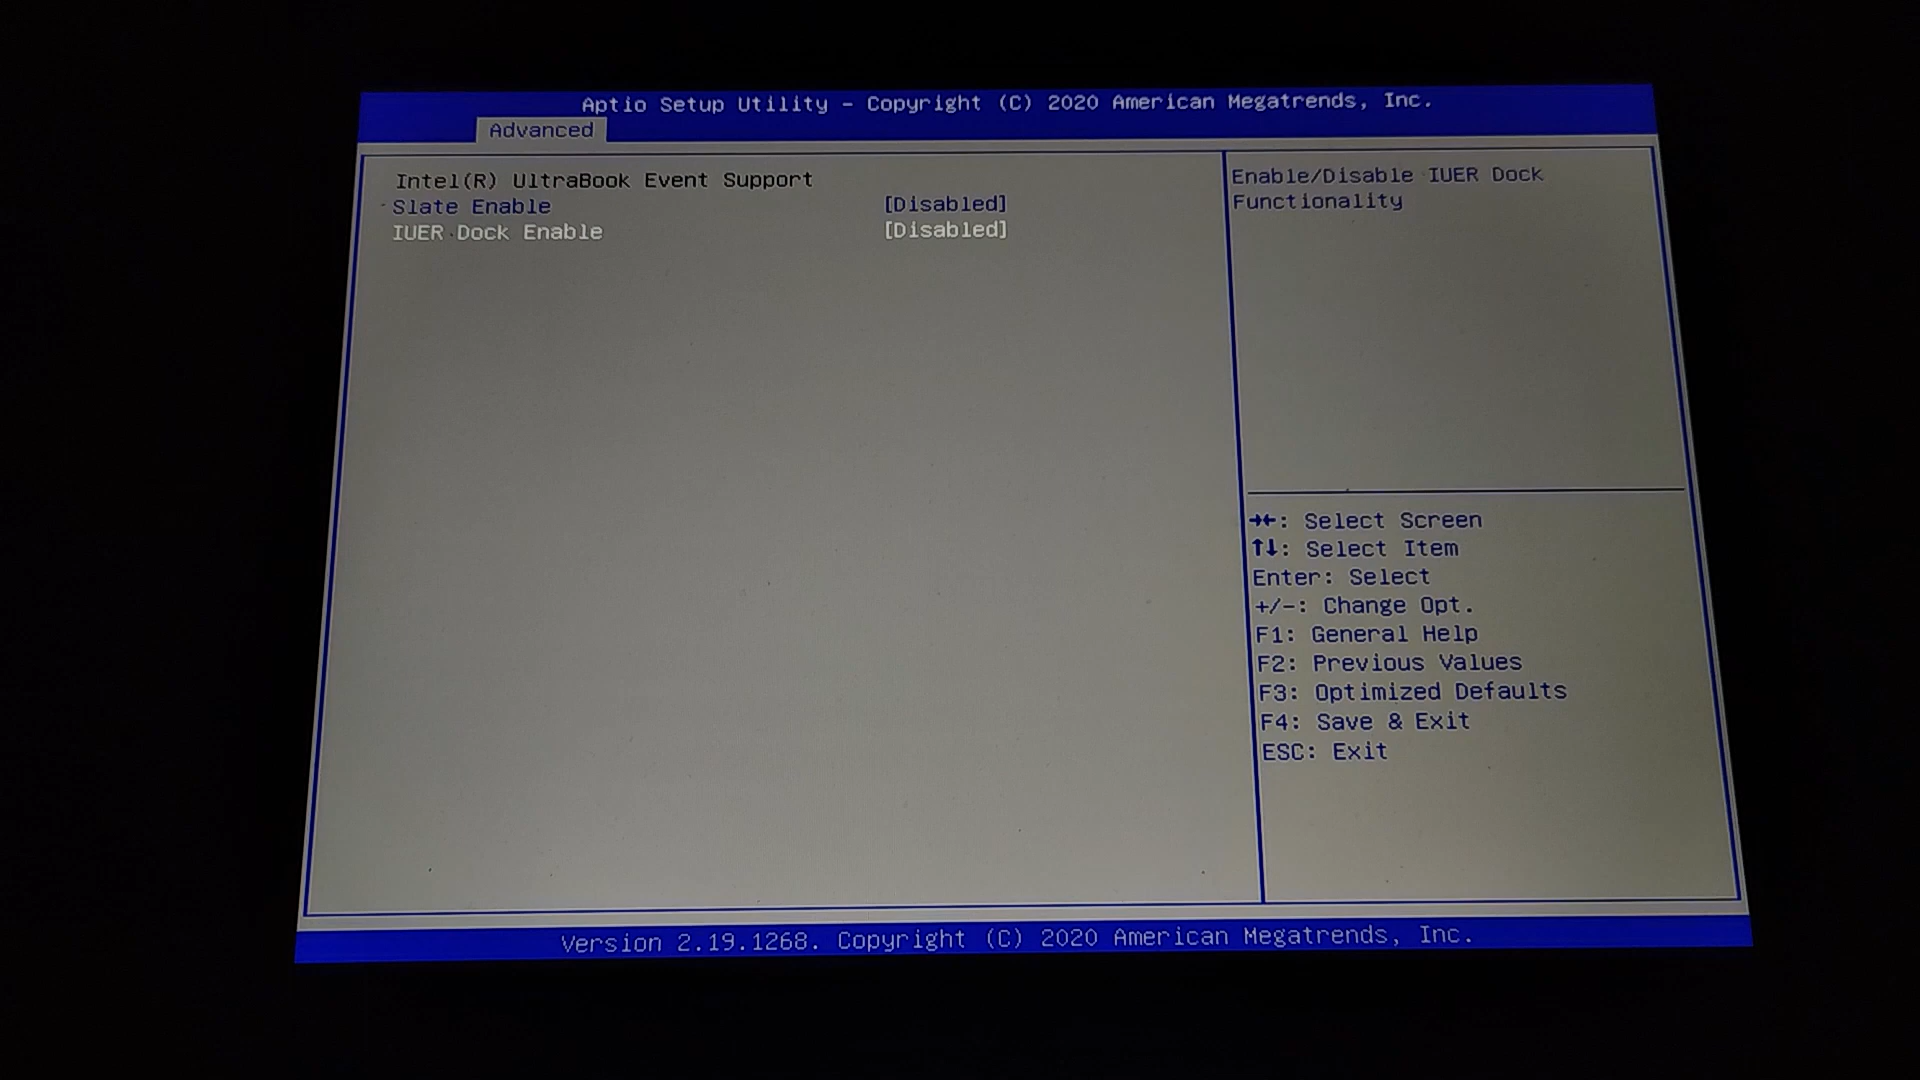 Aptio Setup Utility - Copyright (C) 2020 American Megatrends, Inc.
Advanced
Intel(R) UltraBook Event Support
Slate Enable [Disabled]
IUER Dock Enable [Disabled]
Enable/Disable IUER Dock
Functionality
→←: Select Screen
↑↓: Select Item
Enter: Select
+/-: Change Opt.
F1: General Help
F2: Previous Values
F3: Optimized Defaults
F4: Save & Exit
ESC: Exit
Version 2.19.1268. Copyright (C) 2020 American Megatrends, Inc.